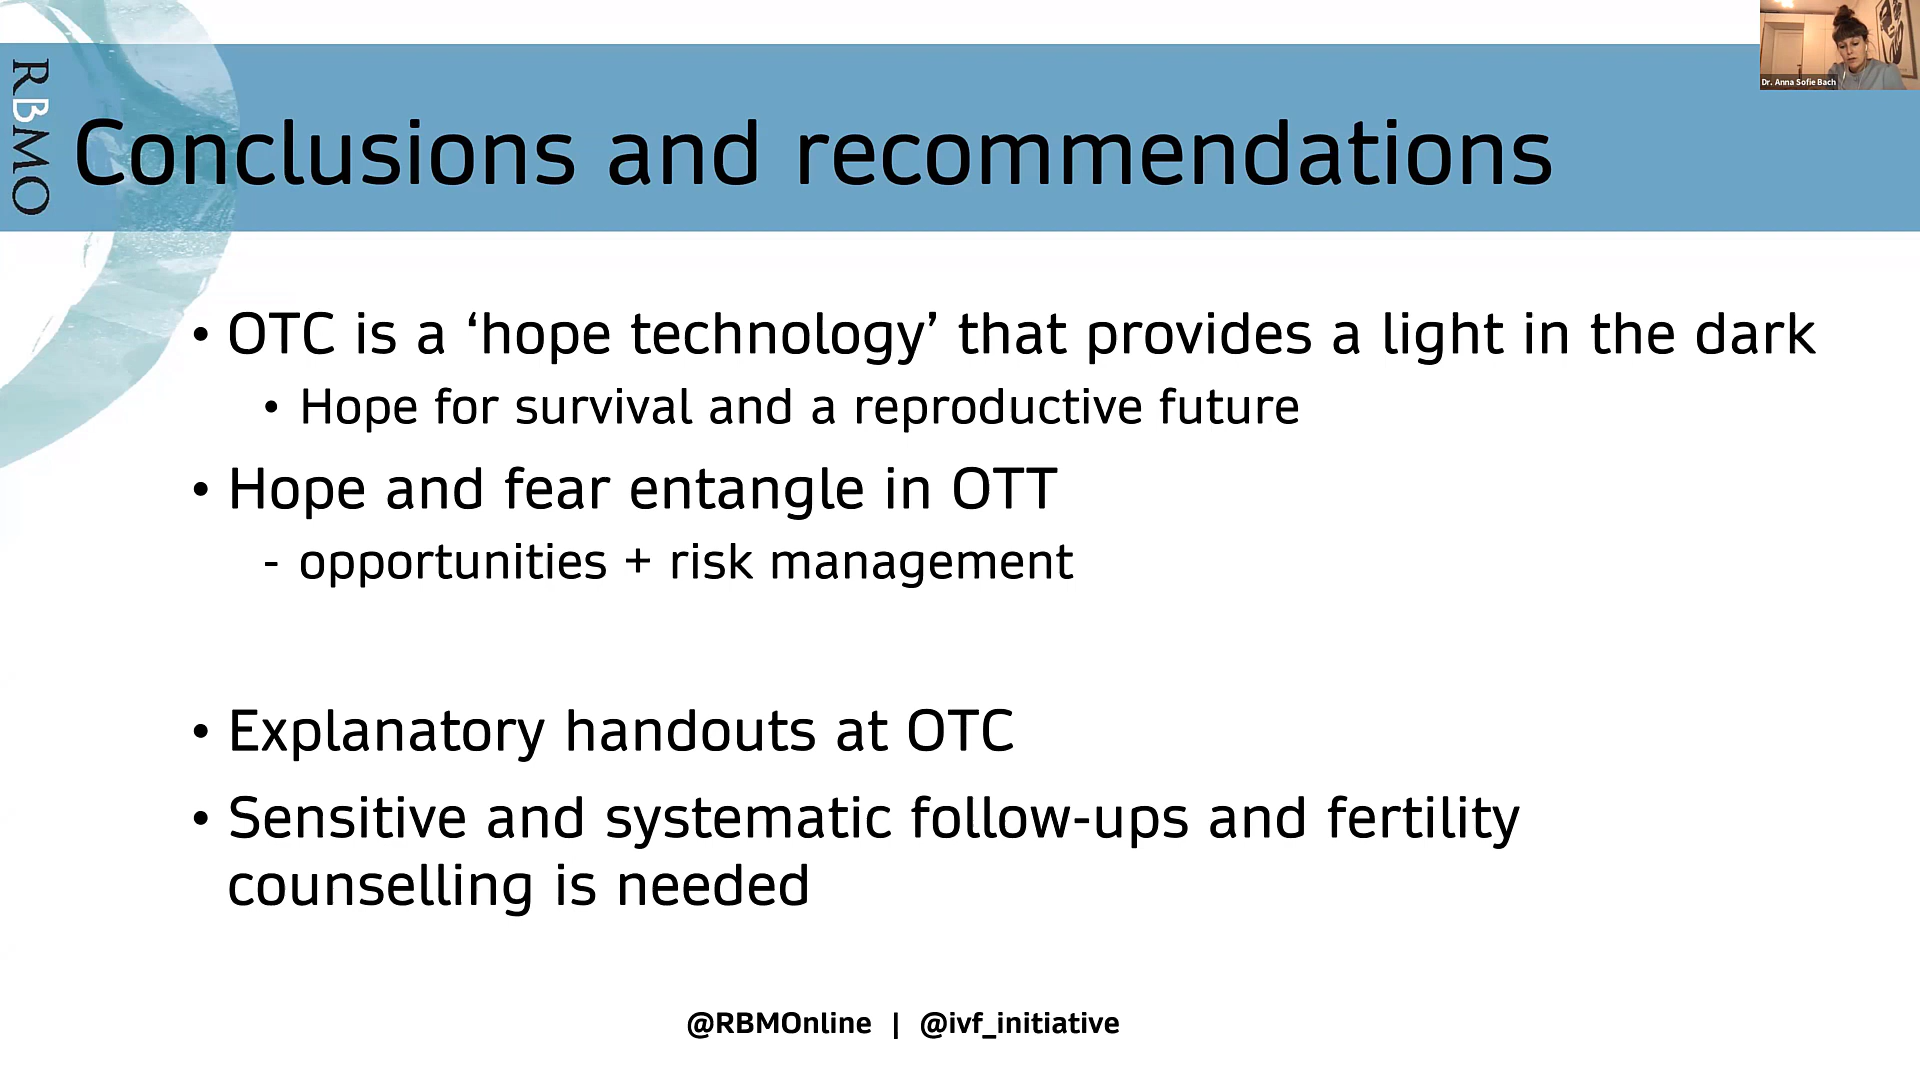 RBMO
Dr. Anna Sofie Bach
Conclusions and recommendations
• OTC is a ‘hope technology’ that provides a light in the dark
• Hope for survival and a reproductive future
• Hope and fear entangle in OTT
- opportunities + risk management
• Explanatory handouts at OTC
• Sensitive and systematic follow-ups and fertility
counselling is needed
@RBMOnline | @ivf_initiative